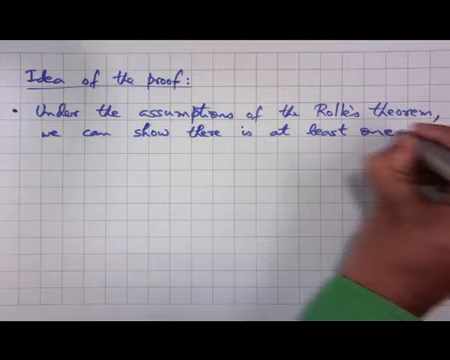 Idea of the proof:
• Under the assumptions of the Rolle's theorem,
we can show there is at least one